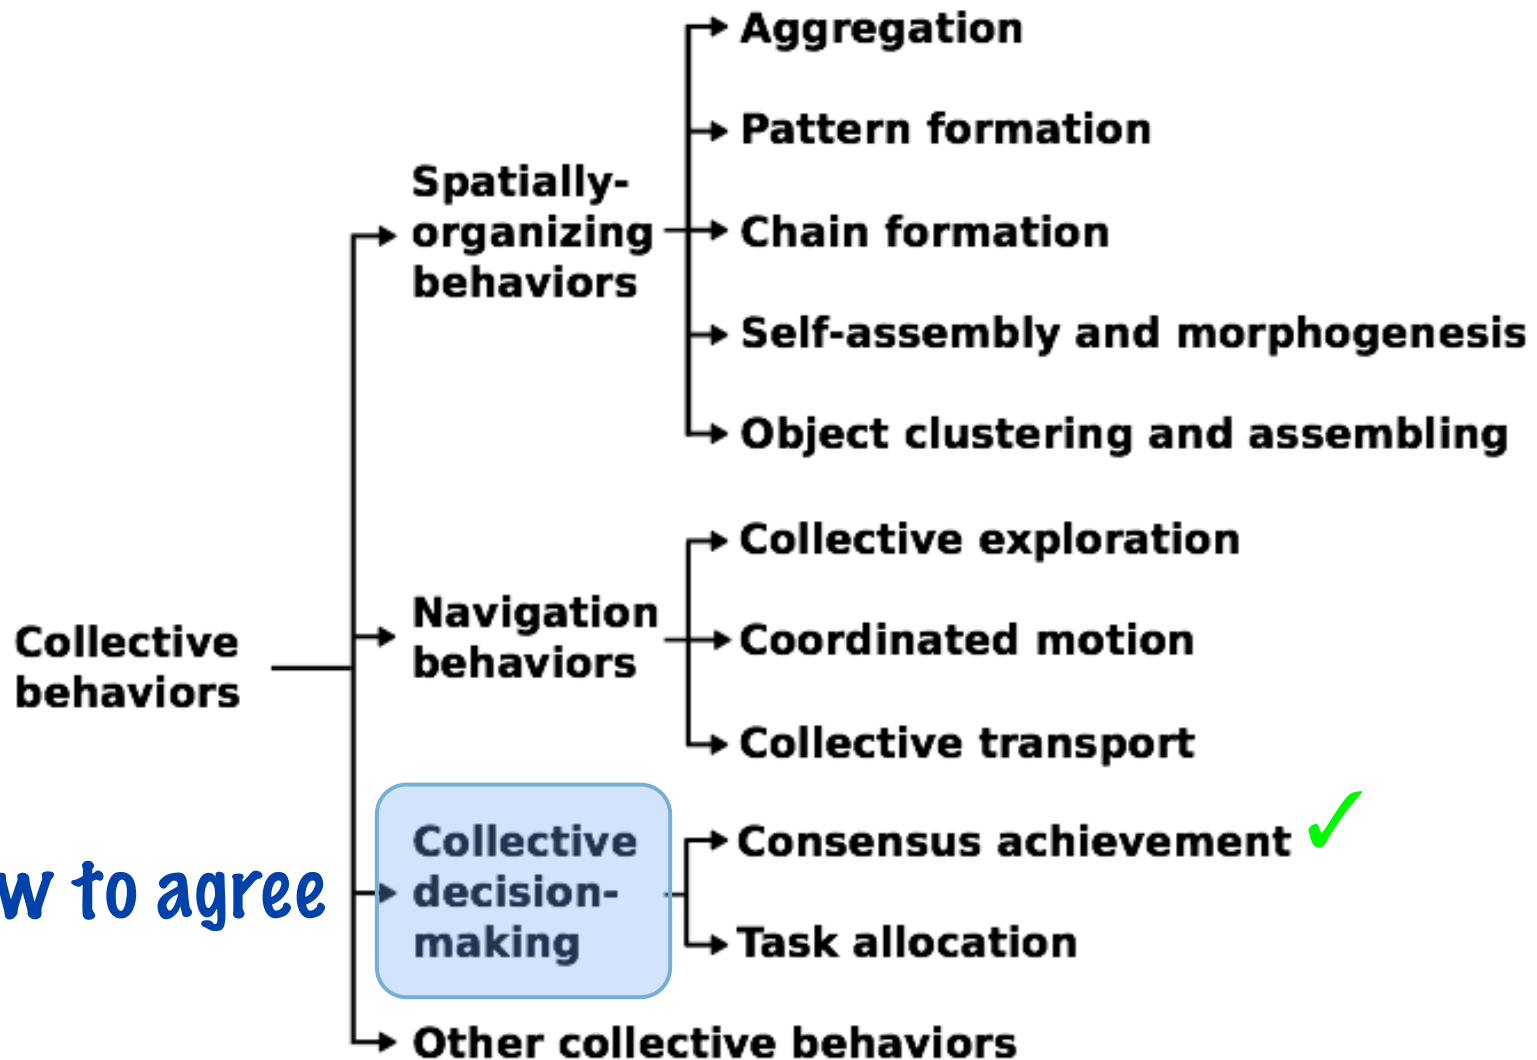 Aggregation
Pattern formation
Spatially-
organizing
behaviors
Chain formation
Self-assembly and morphogenesis
Object clustering and assembling
Collective exploration
Navigation
behaviors
Coordinated motion
Collective transport
Collective
behaviors
Collective
decision-
making
Consensus achievement ✓
Task allocation
to agree
Other collective behaviors